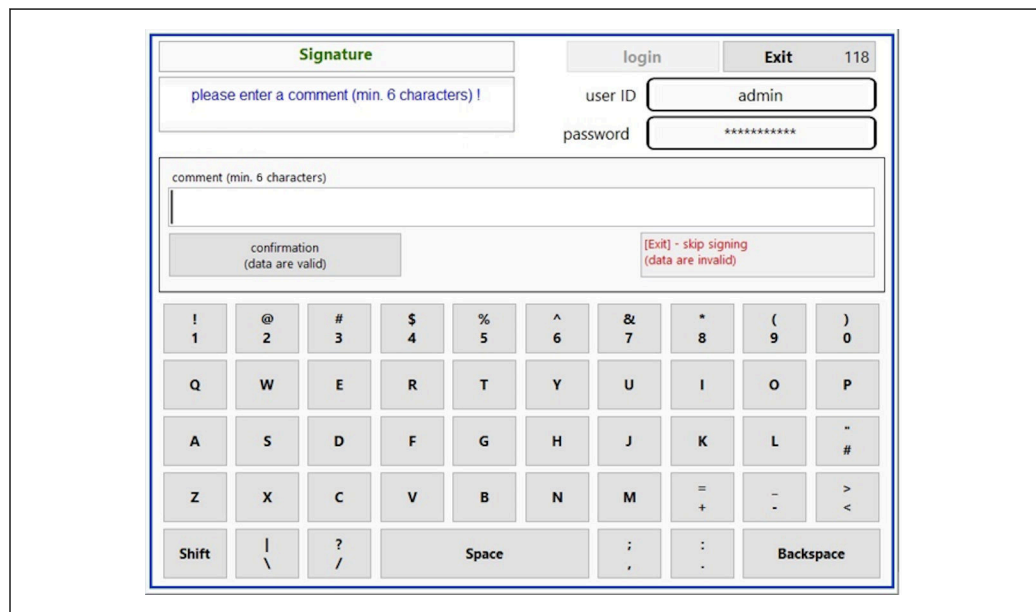 Signature
login
Exit 118
please enter a comment (min. 6 characters) !
user ID admin
password ***********
comment (min. 6 characters)
confirmation
(data are valid)
[Exit] - skip signing
(data are invalid)
! @ # $ % ^ & * ( )
1 2 3 4 5 6 7 8 9 0
Q W E R T Y U I O P
A S D F G H J K L " #
Z X C V B N M = + _ - > <
Shift | \ ? / Space ; , : . Backspace